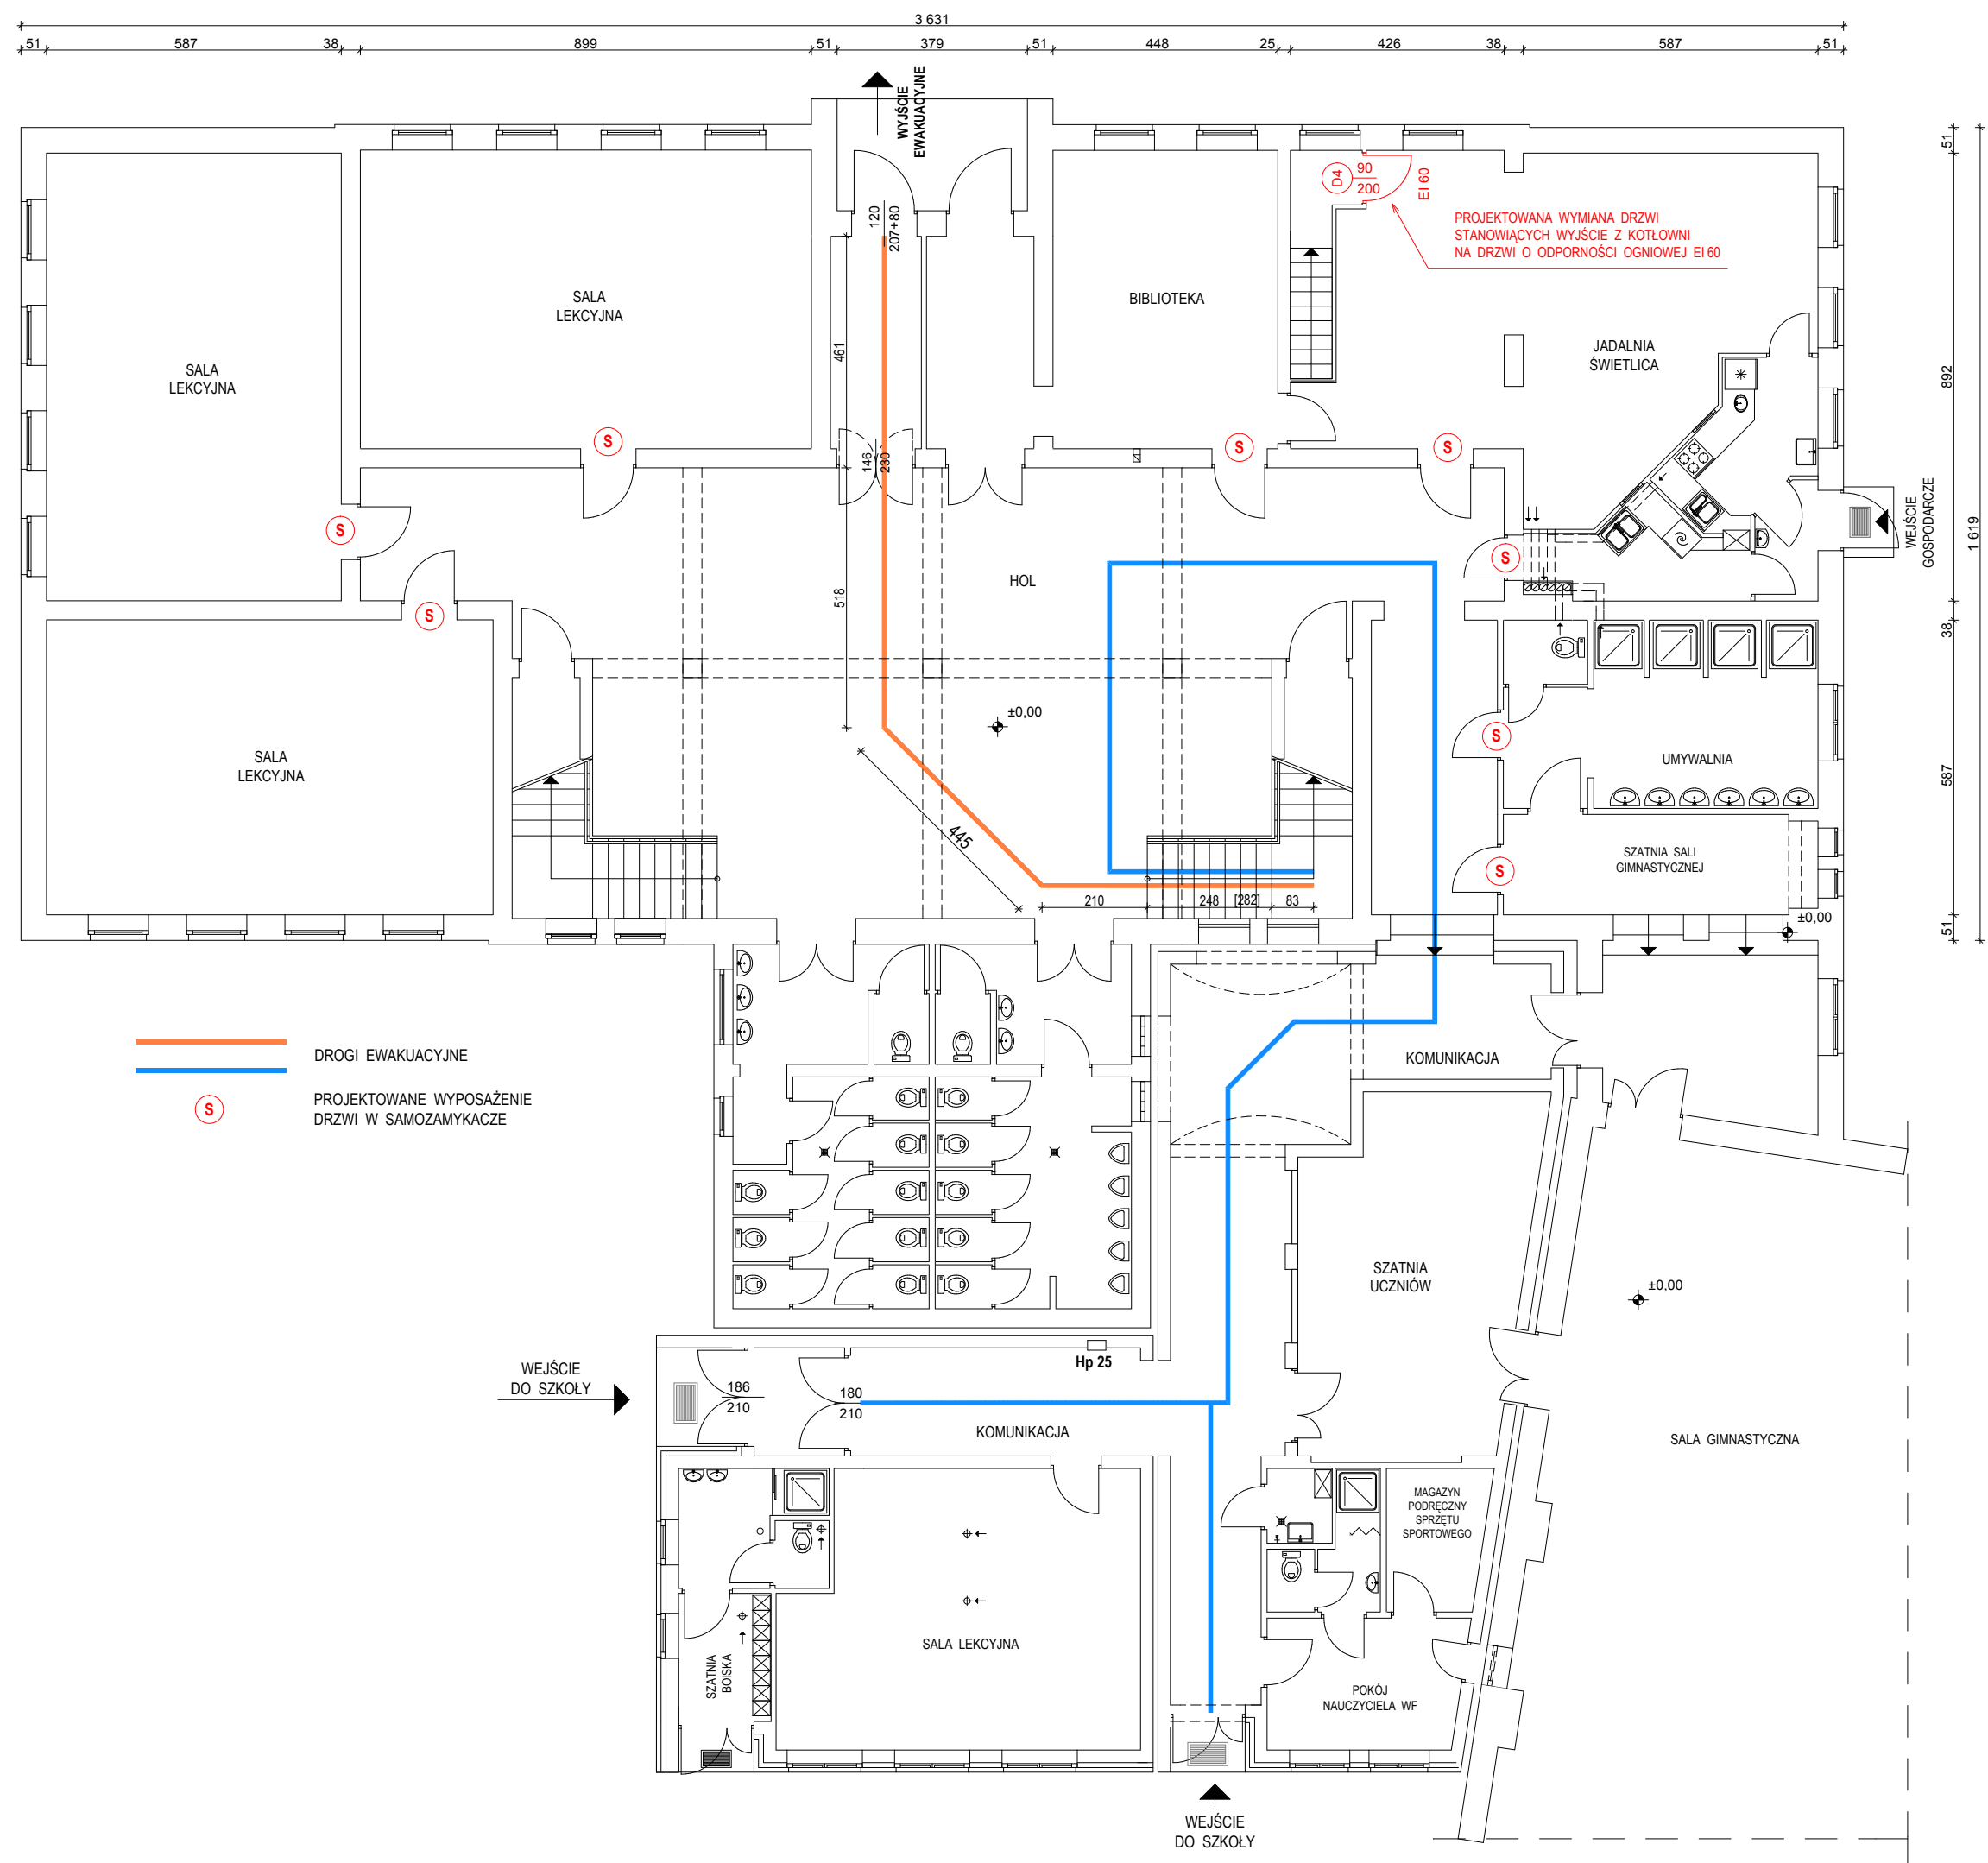 3 631
51
587
38
899
51
379
51
448
25
426
38
587
51
WYJŚCIE
EWAKUACYJNE
120
207+80
D4
90
200
EI 60
PROJEKTOWANA WYMIANA DRZWI
STANOWIĄCYCH WYJŚCIE Z KOTŁOWNI
NA DRZWI O ODPORNOŚCI OGNIOWEJ EI 60
51
892
38
587
51
1 619
SALA
LEKCYJNA
SALA
LEKCYJNA
BIBLIOTEKA
JADALNIA
ŚWIETLICA
461
146
230
S
S
S
S
S
S
S
S
WEJŚCIE
GOSPODARCZE
HOL
518
±0,00
SALA
LEKCYJNA
UMYWALNIA
445
SZATNIA SALI
GIMNASTYCZNEJ
210
248
[282]
83
±0,00
DROGI EWAKUACYJNE
S
PROJEKTOWANE WYPOSAŻENIE
DRZWI W SAMOZAMYKACZE
KOMUNIKACJA
SZATNIA
UCZNIÓW
±0,00
Hp 25
WEJŚCIE
DO SZKOŁY
186
210
180
210
KOMUNIKACJA
SALA GIMNASTYCZNA
MAGAZYN
PODRĘCZNY
SPRZĘTU
SPORTOWEGO
SALA LEKCYJNA
SZATNIA
BOISKA
POKÓJ
NAUCZYCIELA WF
WEJŚCIE
DO SZKOŁY